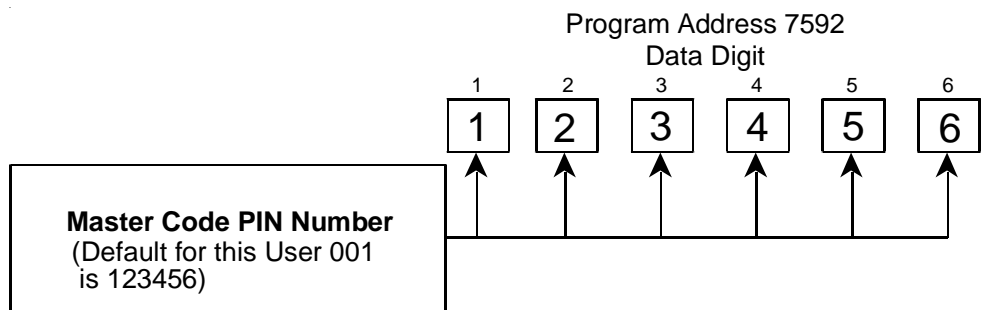 Program Address 7592
Data Digit
1 2 3 4 5 6
1 2 3 4 5 6
Master Code PIN Number
(Default for this User 001
is 123456)